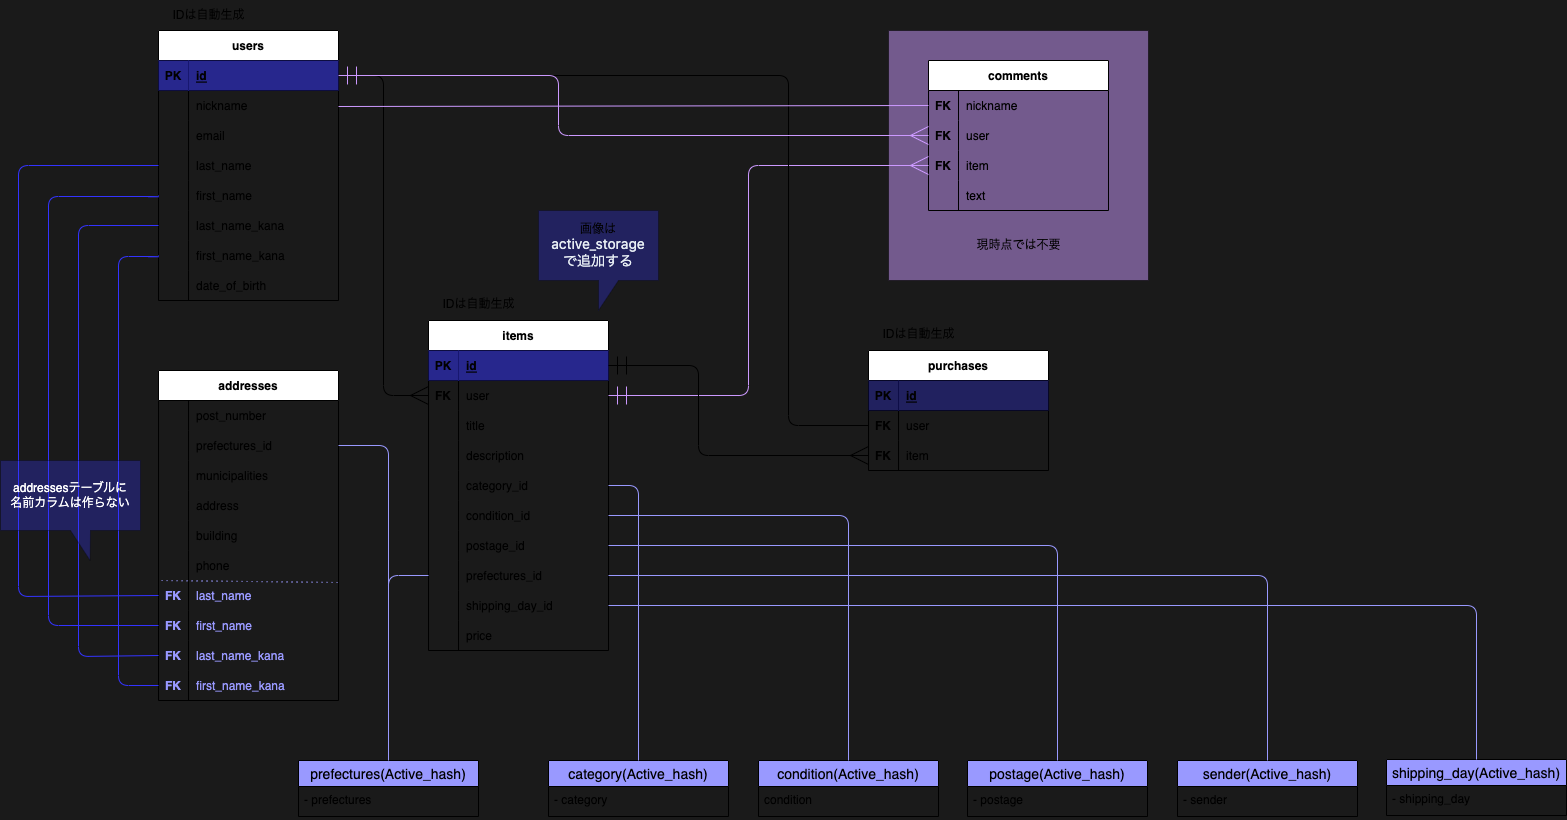 IDは自動生成
users
PK id
nickname
email
last_name
first_name
last_name_kana
first_name_kana
date_of_birth
comments
FK nickname
FK user
FK item
text
現時点では不要
画像は
active_storage
で追加する
IDは自動生成
items
PK id
FK user
title
description
category_id
condition_id
postage_id
prefectures_id
shipping_day_id
price
IDは自動生成
purchases
PK id
FK user
FK item
addresses
post_number
prefectures_id
municipalities
address
building
phone
FK last_name
FK first_name
FK last_name_kana
FK first_name_kana
addressesテーブルに
名前カラムは作らない
prefectures(Active_hash)
- prefectures
category(Active_hash)
- category
condition(Active_hash)
condition
postage(Active_hash)
- postage
sender(Active_hash)
- sender
shipping_day(Active_hash)
- shipping_day